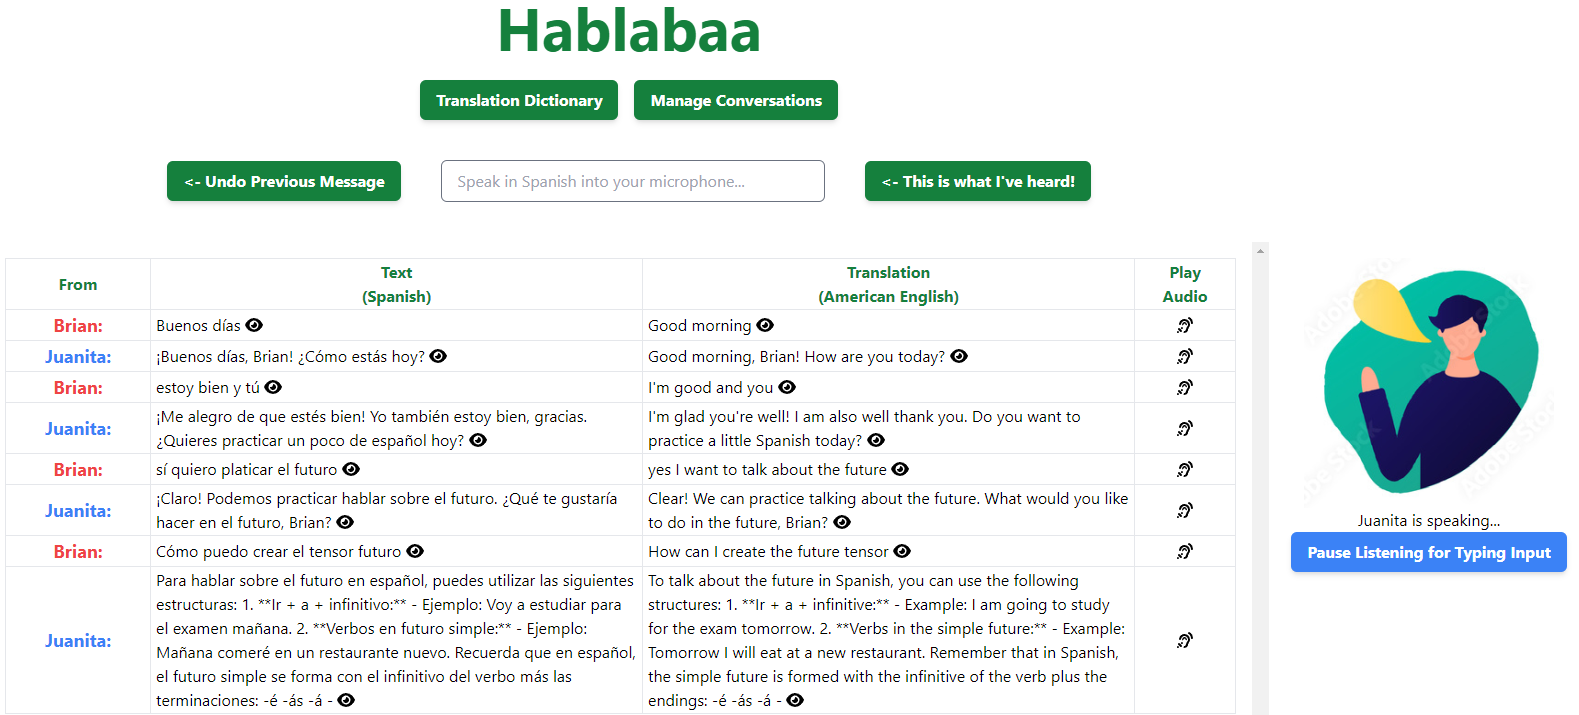 Hablabaa
Translation Dictionary
Manage Conversations
<- Undo Previous Message
Speak in Spanish into your microphone...
<- This is what I've heard!
From
Text
(Spanish)
Translation
(American English)
Play
Audio
Brian:
Buenos días
Good morning
Juanita:
¡Buenos días, Brian! ¿Cómo estás hoy?
Good morning, Brian! How are you today?
Brian:
estoy bien y tú
I'm good and you
Juanita:
¡Me alegro de que estés bien! Yo también estoy bien, gracias.
¿Quieres practicar un poco de español hoy?
I'm glad you're well! I am also well thank you. Do you want to
practice a little Spanish today?
Brian:
sí quiero platicar el futuro
yes I want to talk about the future
Juanita:
¡Claro! Podemos practicar hablar sobre el futuro. ¿Qué te gustaría
hacer en el futuro, Brian?
Clear! We can practice talking about the future. What would you like
to do in the future, Brian?
Brian:
Cómo puedo crear el tensor futuro
How can I create the future tensor
Juanita:
Para hablar sobre el futuro en español, puedes utilizar las siguientes
estructuras: 1. **Ir + a + infinitivo:** - Ejemplo: Voy a estudiar para
el examen mañana. 2. **Verbos en futuro simple:** - Ejemplo:
Mañana comeré en un restaurante nuevo. Recuerda que en español,
el futuro simple se forma con el infinitivo del verbo más las
terminaciones: -é -ás -á -
To talk about the future in Spanish, you can use the following
structures: 1. **Ir + a + infinitive:** - Example: I am going to study
for the exam tomorrow. 2. **Verbs in the simple future:** - Example:
Tomorrow I will eat at a new restaurant. Remember that in Spanish,
the simple future is formed with the infinitive of the verb plus the
endings: -é -ás -á -
Adobe Stock
Adobe Stock
Adobe Stock
Juanita is speaking...
Pause Listening for Typing Input